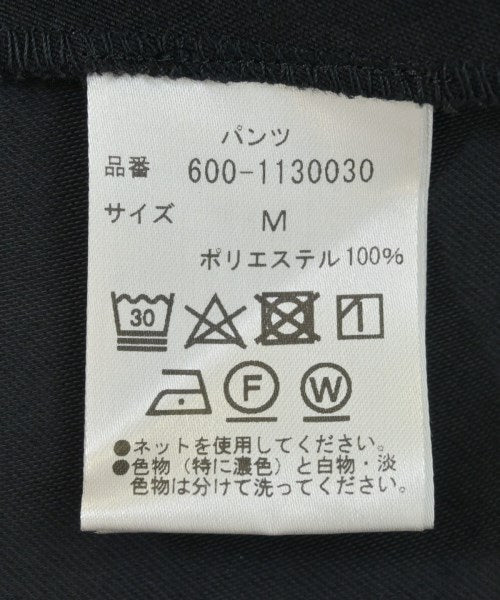 パンツ
品番 600-1130030
サイズ M
ポリエステル100%
30
F W
●ネットを使用してください。
●色物(特に濃色)と白物・淡
色物は分けて洗ってください。